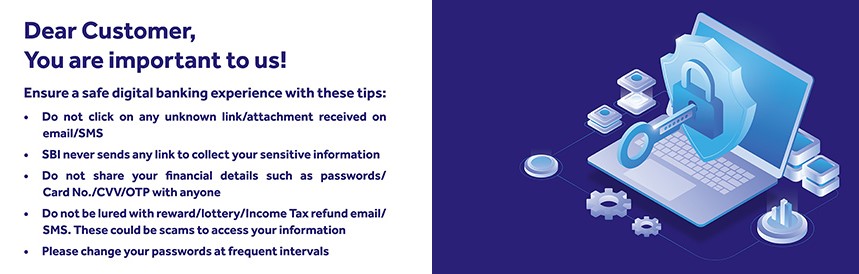 Dear Customer,
You are important to us!
Ensure a safe digital banking experience with these tips:
• Do not click on any unknown link/attachment received on
email/SMS
• SBI never sends any link to collect your sensitive information
• Do not share your financial details such as passwords/
Card No./CVV/OTP with anyone
• Do not be lured with reward/lottery/Income Tax refund email/
SMS. These could be scams to access your information
• Please change your passwords at frequent intervals